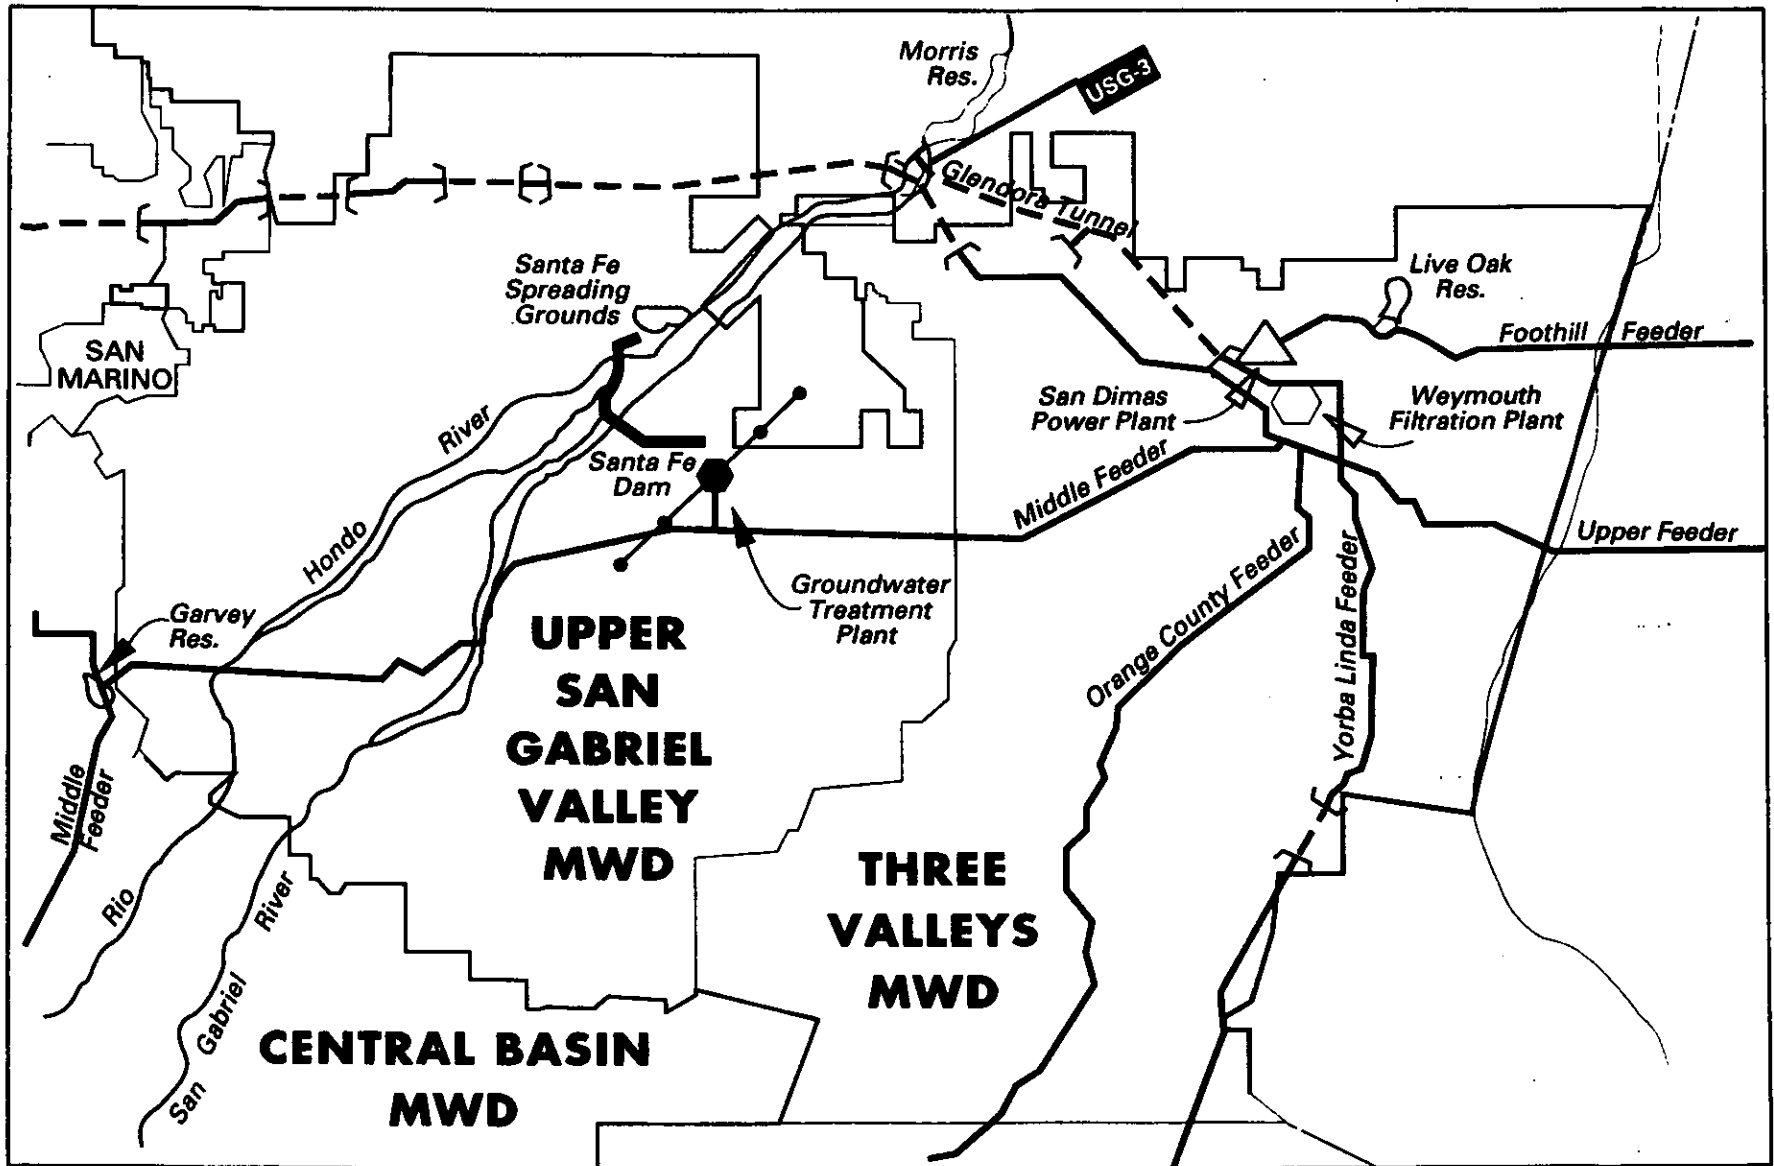 Morris
Res.
USG-3
Glendora Tunnel
Santa Fe
Spreading
Grounds
Live Oak
Res.
SAN
MARINO
Foothill Feeder
San Dimas
Power Plant
Weymouth
Filtration Plant
River
Hondo
Santa Fe
Dam
Middle Feeder
Upper Feeder
Groundwater
Treatment
Plant
Orange County Feeder
Yorba Linda Feeder
Garvey
Res.
UPPER
SAN
GABRIEL
VALLEY
MWD
Middle
Feeder
Rio
River
Gabriel
San
THREE
VALLEYS
MWD
CENTRAL BASIN
MWD